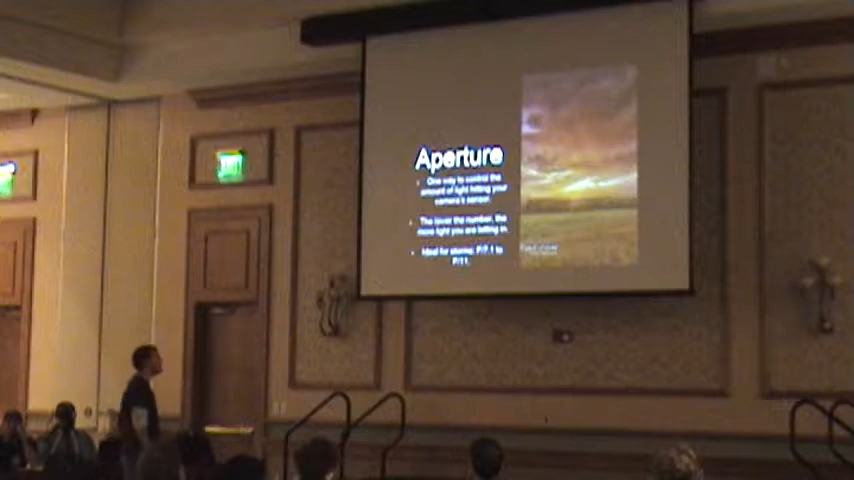 EXIT
Aperture
One way to control the
amount of light hitting your
camera's sensor.
The lower the number, the
more light you are letting in.
Ideal for storms: F/7.1 to
F/11.